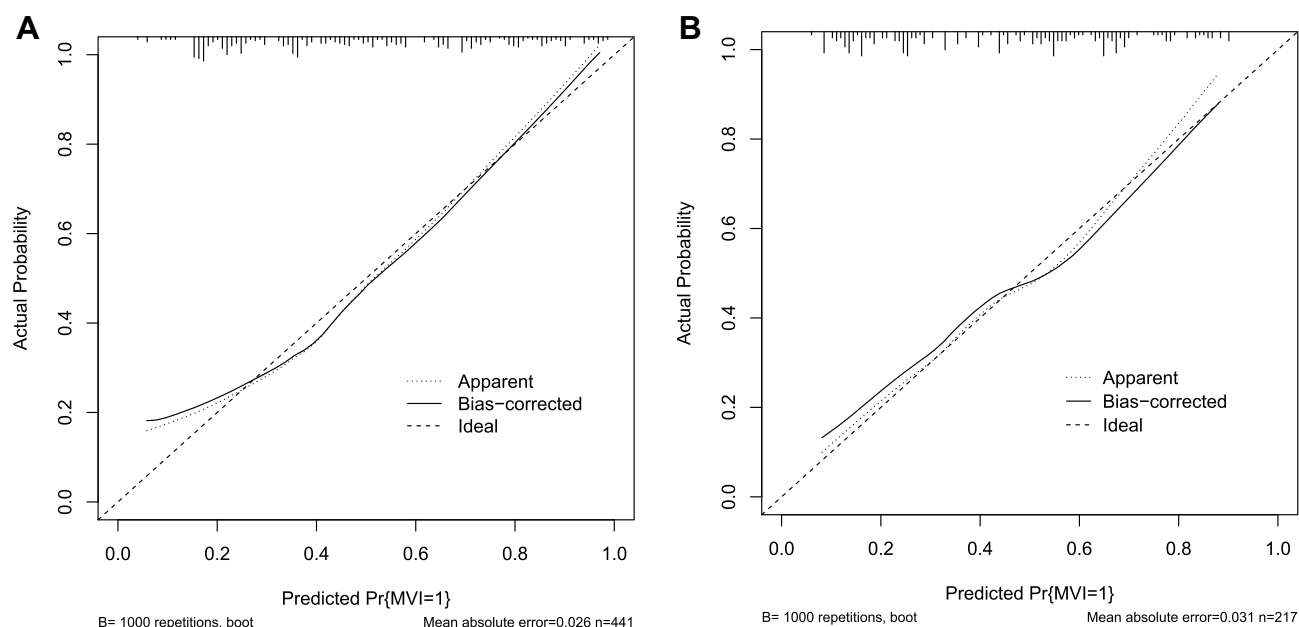 A
1.0
0.8
0.6
0.4
0.2
0.0
Actual Probability
Apparent
Bias−corrected
Ideal
0.0 0.2 0.4 0.6 0.8 1.0
Predicted Pr{MVI=1}
B= 1000 repetitions, boot
Mean absolute error=0.026 n=441
B
1.0
0.8
0.6
0.4
0.2
0.0
Actual Probability
Apparent
Bias−corrected
Ideal
0.0 0.2 0.4 0.6 0.8 1.0
Predicted Pr{MVI=1}
B= 1000 repetitions, boot
Mean absolute error=0.031 n=217